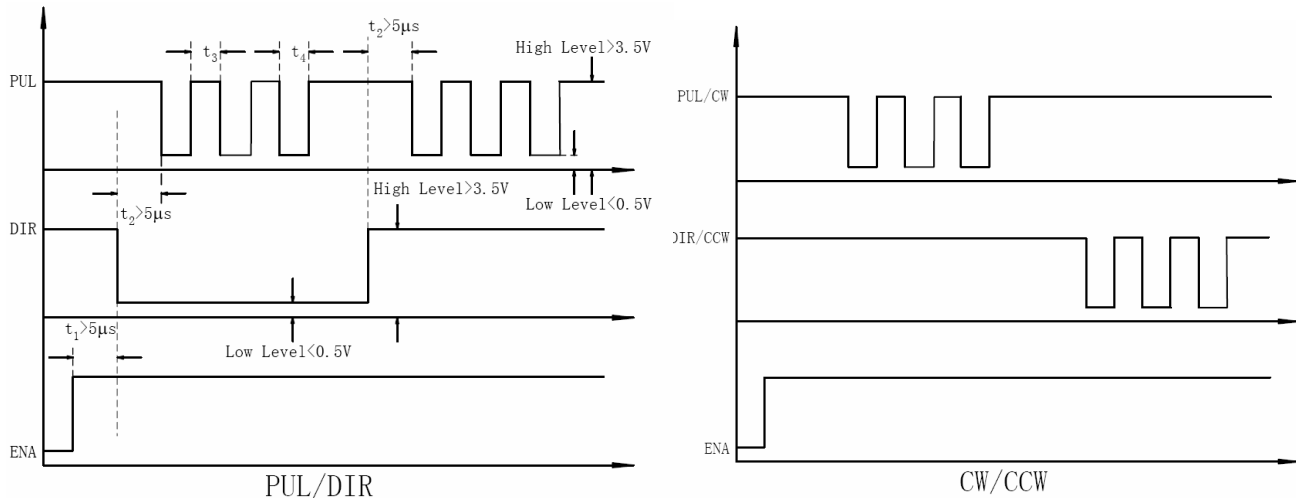 t₂>5μs
High Level>3.5V
t₃
t₄
PUL
High Level>3.5V
Low Level<0.5V
t₂>5μs
DIR
t₁>5μs
Low Level<0.5V
ENA
PUL/DIR
PUL/CW
DIR/CCW
ENA
CW/CCW